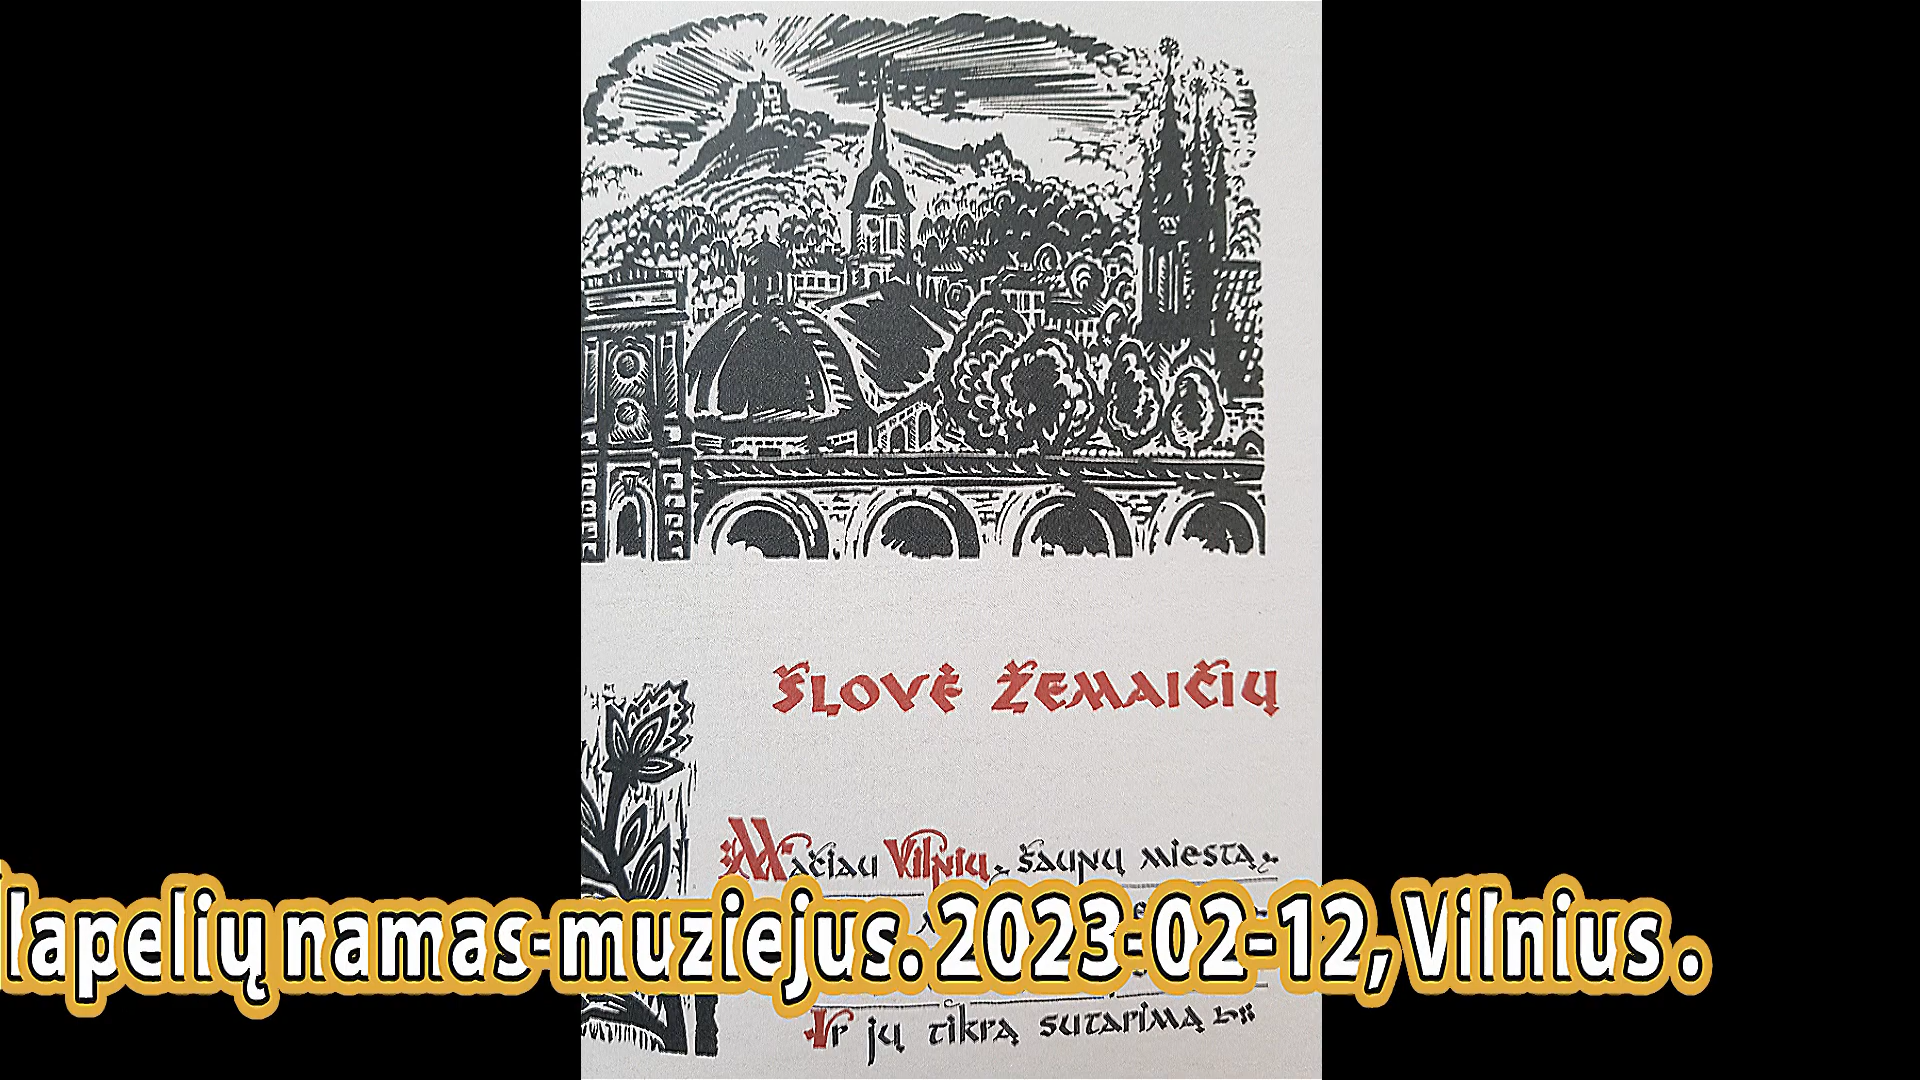 ŠLOVĖ ŽEMAIČIŲ
Mačiau Vilnių, šaunų miestą,
lapelių namas-muziejus. 2023-02-12, Vilnius.
Ir jų tikrą sutarimą